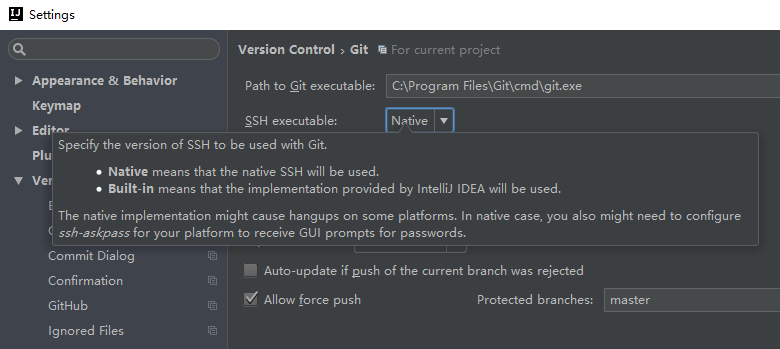 IJ Settings
Version Control › Git For current project
Appearance & Behavior
Path to Git executable: C:\Program Files\Git\cmd\git.exe
Keymap
SSH executable: Native
Editor
Specify the version of SSH to be used with Git.
• Native means that the native SSH will be used.
• Built-in means that the implementation provided by IntelliJ IDEA will be used.
The native implementation might cause hangups on some platforms. In native case, you also might need to configure
ssh-askpass for your platform to receive GUI prompts for passwords.
Plu
Ver
Commit Dialog
Auto-update if push of the current branch was rejected
Confirmation
GitHub
Allow force push Protected branches: master
Ignored Files